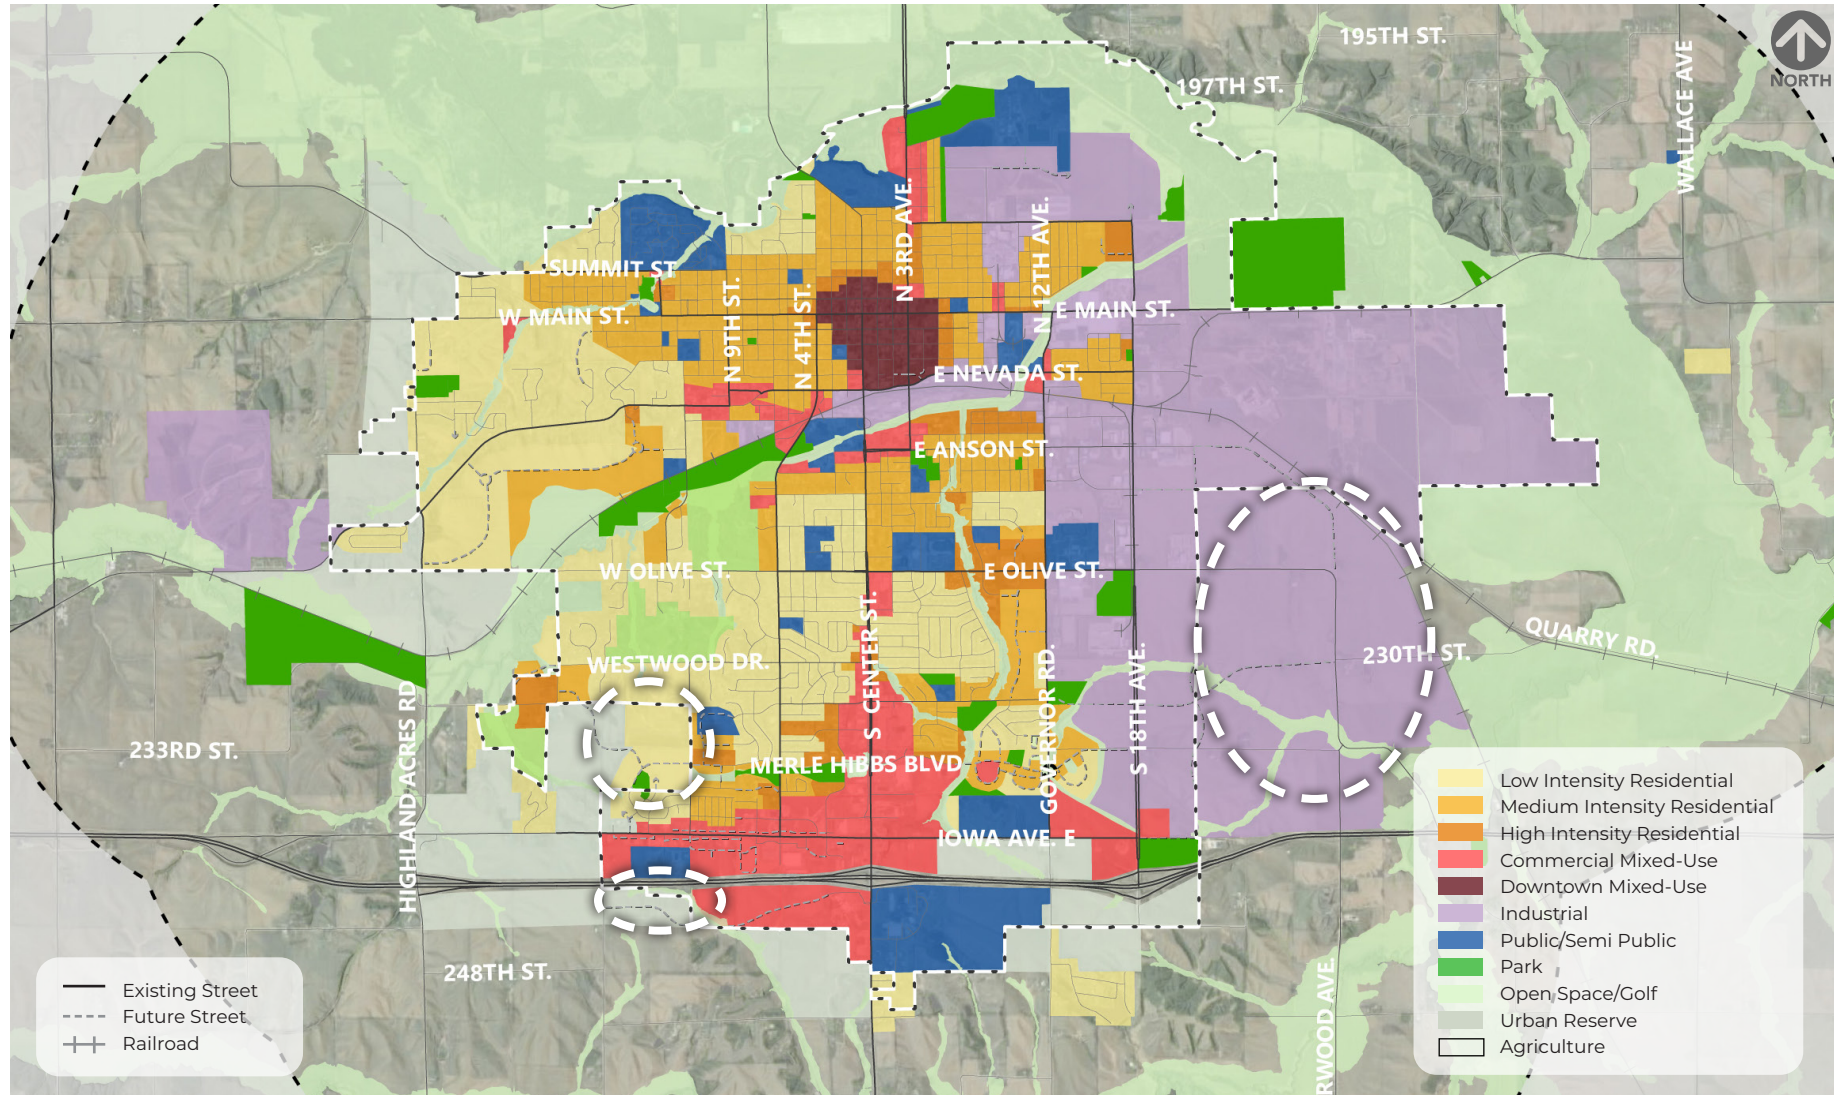 195TH ST.
WALLACE AVE
NORTH
197TH ST.
N 3RD AVE.
N 12TH AVE.
SUMMIT ST
W MAIN ST.
N 9TH ST.
N 4TH ST.
E MAIN ST.
E NEVADA ST.
E ANSON ST.
W OLIVE ST.
E OLIVE ST.
S CENTER ST.
WESTWOOD DR.
GOVERNOR RD.
S 18TH AVE.
230TH ST.
QUARRY RD.
HIGHLAND ACRES RD
233RD ST.
MERLE HIBBS BLVD
IOWA AVE. E
248TH ST.
RWOOD AVE.
Existing Street
Future Street
Railroad
Low Intensity Residential
Medium Intensity Residential
High Intensity Residential
Commercial Mixed-Use
Downtown Mixed-Use
Industrial
Public/Semi Public
Park
Open Space/Golf
Urban Reserve
Agriculture